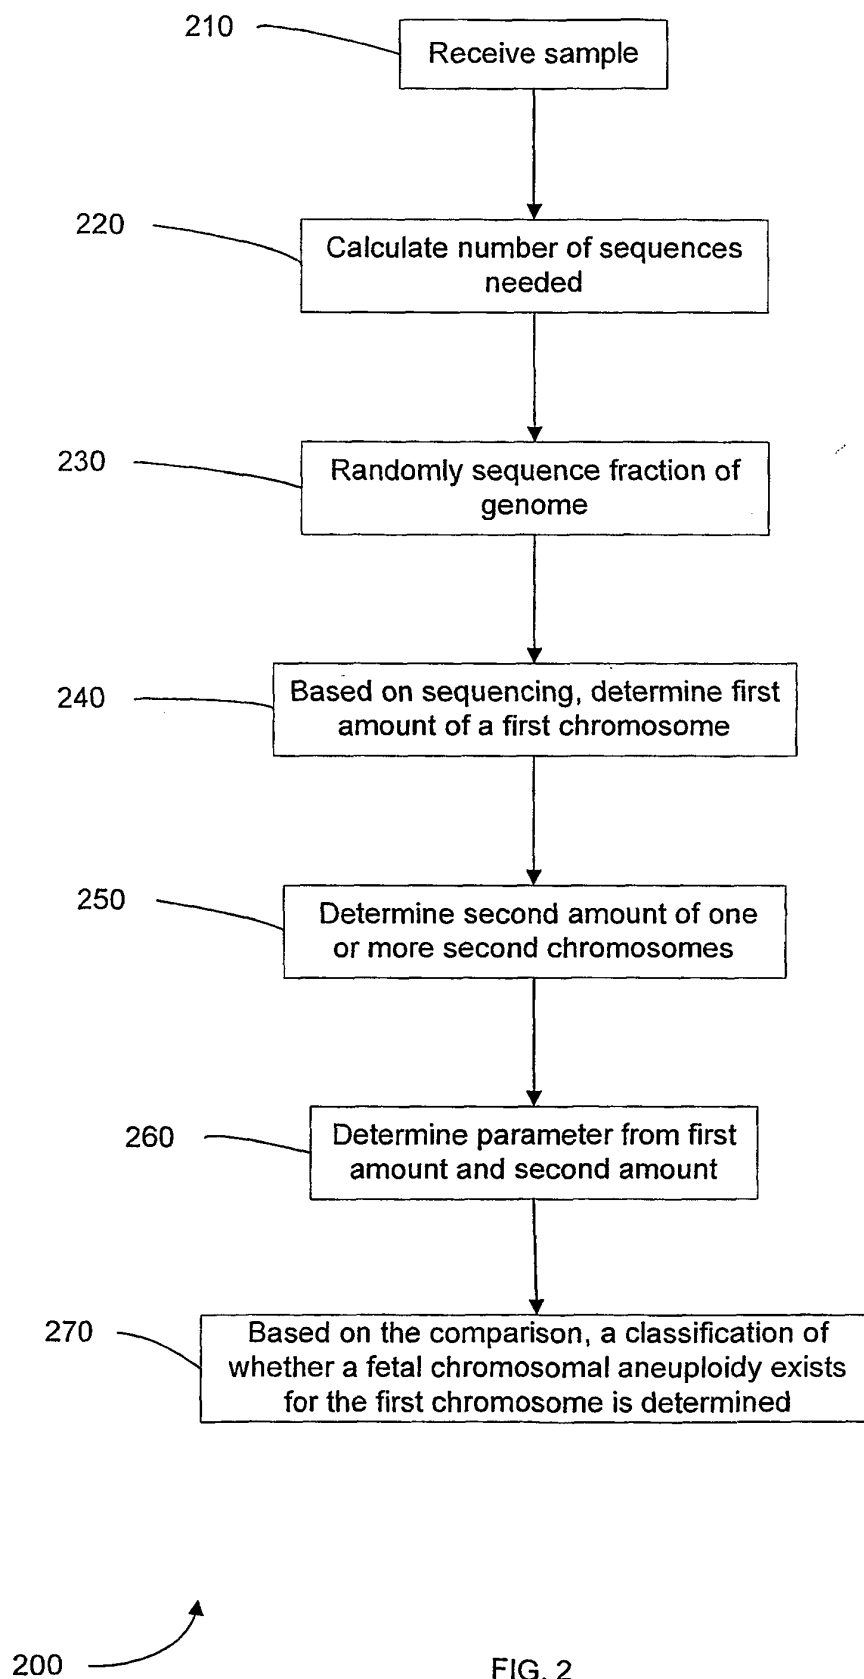 210
Receive sample
220
Calculate number of sequences
needed
230
Randomly sequence fraction of
genome
240
Based on sequencing, determine first
amount of a first chromosome
250
Determine second amount of one
or more second chromosomes
260
Determine parameter from first
amount and second amount
270
Based on the comparison, a classification of
whether a fetal chromosomal aneuploidy exists
for the first chromosome is determined
200
FIG. 2